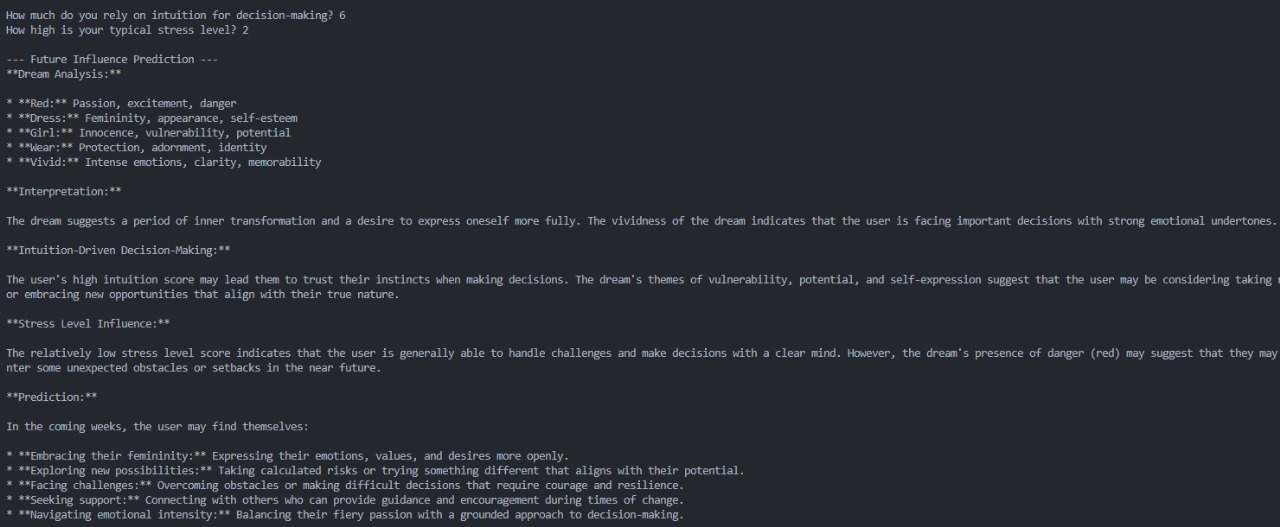 How much do you rely on intuition for decision-making? 6
How high is your typical stress level? 2
--- Future Influence Prediction ---
**Dream Analysis:**
* **Red:** Passion, excitement, danger
* **Dress:** Femininity, appearance, self-esteem
* **Girl:** Innocence, vulnerability, potential
* **Wear:** Protection, adornment, identity
* **Vivid:** Intense emotions, clarity, memorability
**Interpretation:**
The dream suggests a period of inner transformation and a desire to express oneself more fully. The vividness of the dream indicates that the user is facing important decisions with strong emotional undertones.
**Intuition-Driven Decision-Making:**
The user's high intuition score may lead them to trust their instincts when making decisions. The dream's themes of vulnerability, potential, and self-expression suggest that the user may be considering taking
or embracing new opportunities that align with their true nature.
**Stress Level Influence:**
The relatively low stress level score indicates that the user is generally able to handle challenges and make decisions with a clear mind. However, the dream's presence of danger (red) may suggest that they may
nter some unexpected obstacles or setbacks in the near future.
**Prediction:**
In the coming weeks, the user may find themselves:
* **Embracing their femininity:** Expressing their emotions, values, and desires more openly.
* **Exploring new possibilities:** Taking calculated risks or trying something different that aligns with their potential.
* **Facing challenges:** Overcoming obstacles or making difficult decisions that require courage and resilience.
* **Seeking support:** Connecting with others who can provide guidance and encouragement during times of change.
* **Navigating emotional intensity:** Balancing their fiery passion with a grounded approach to decision-making.